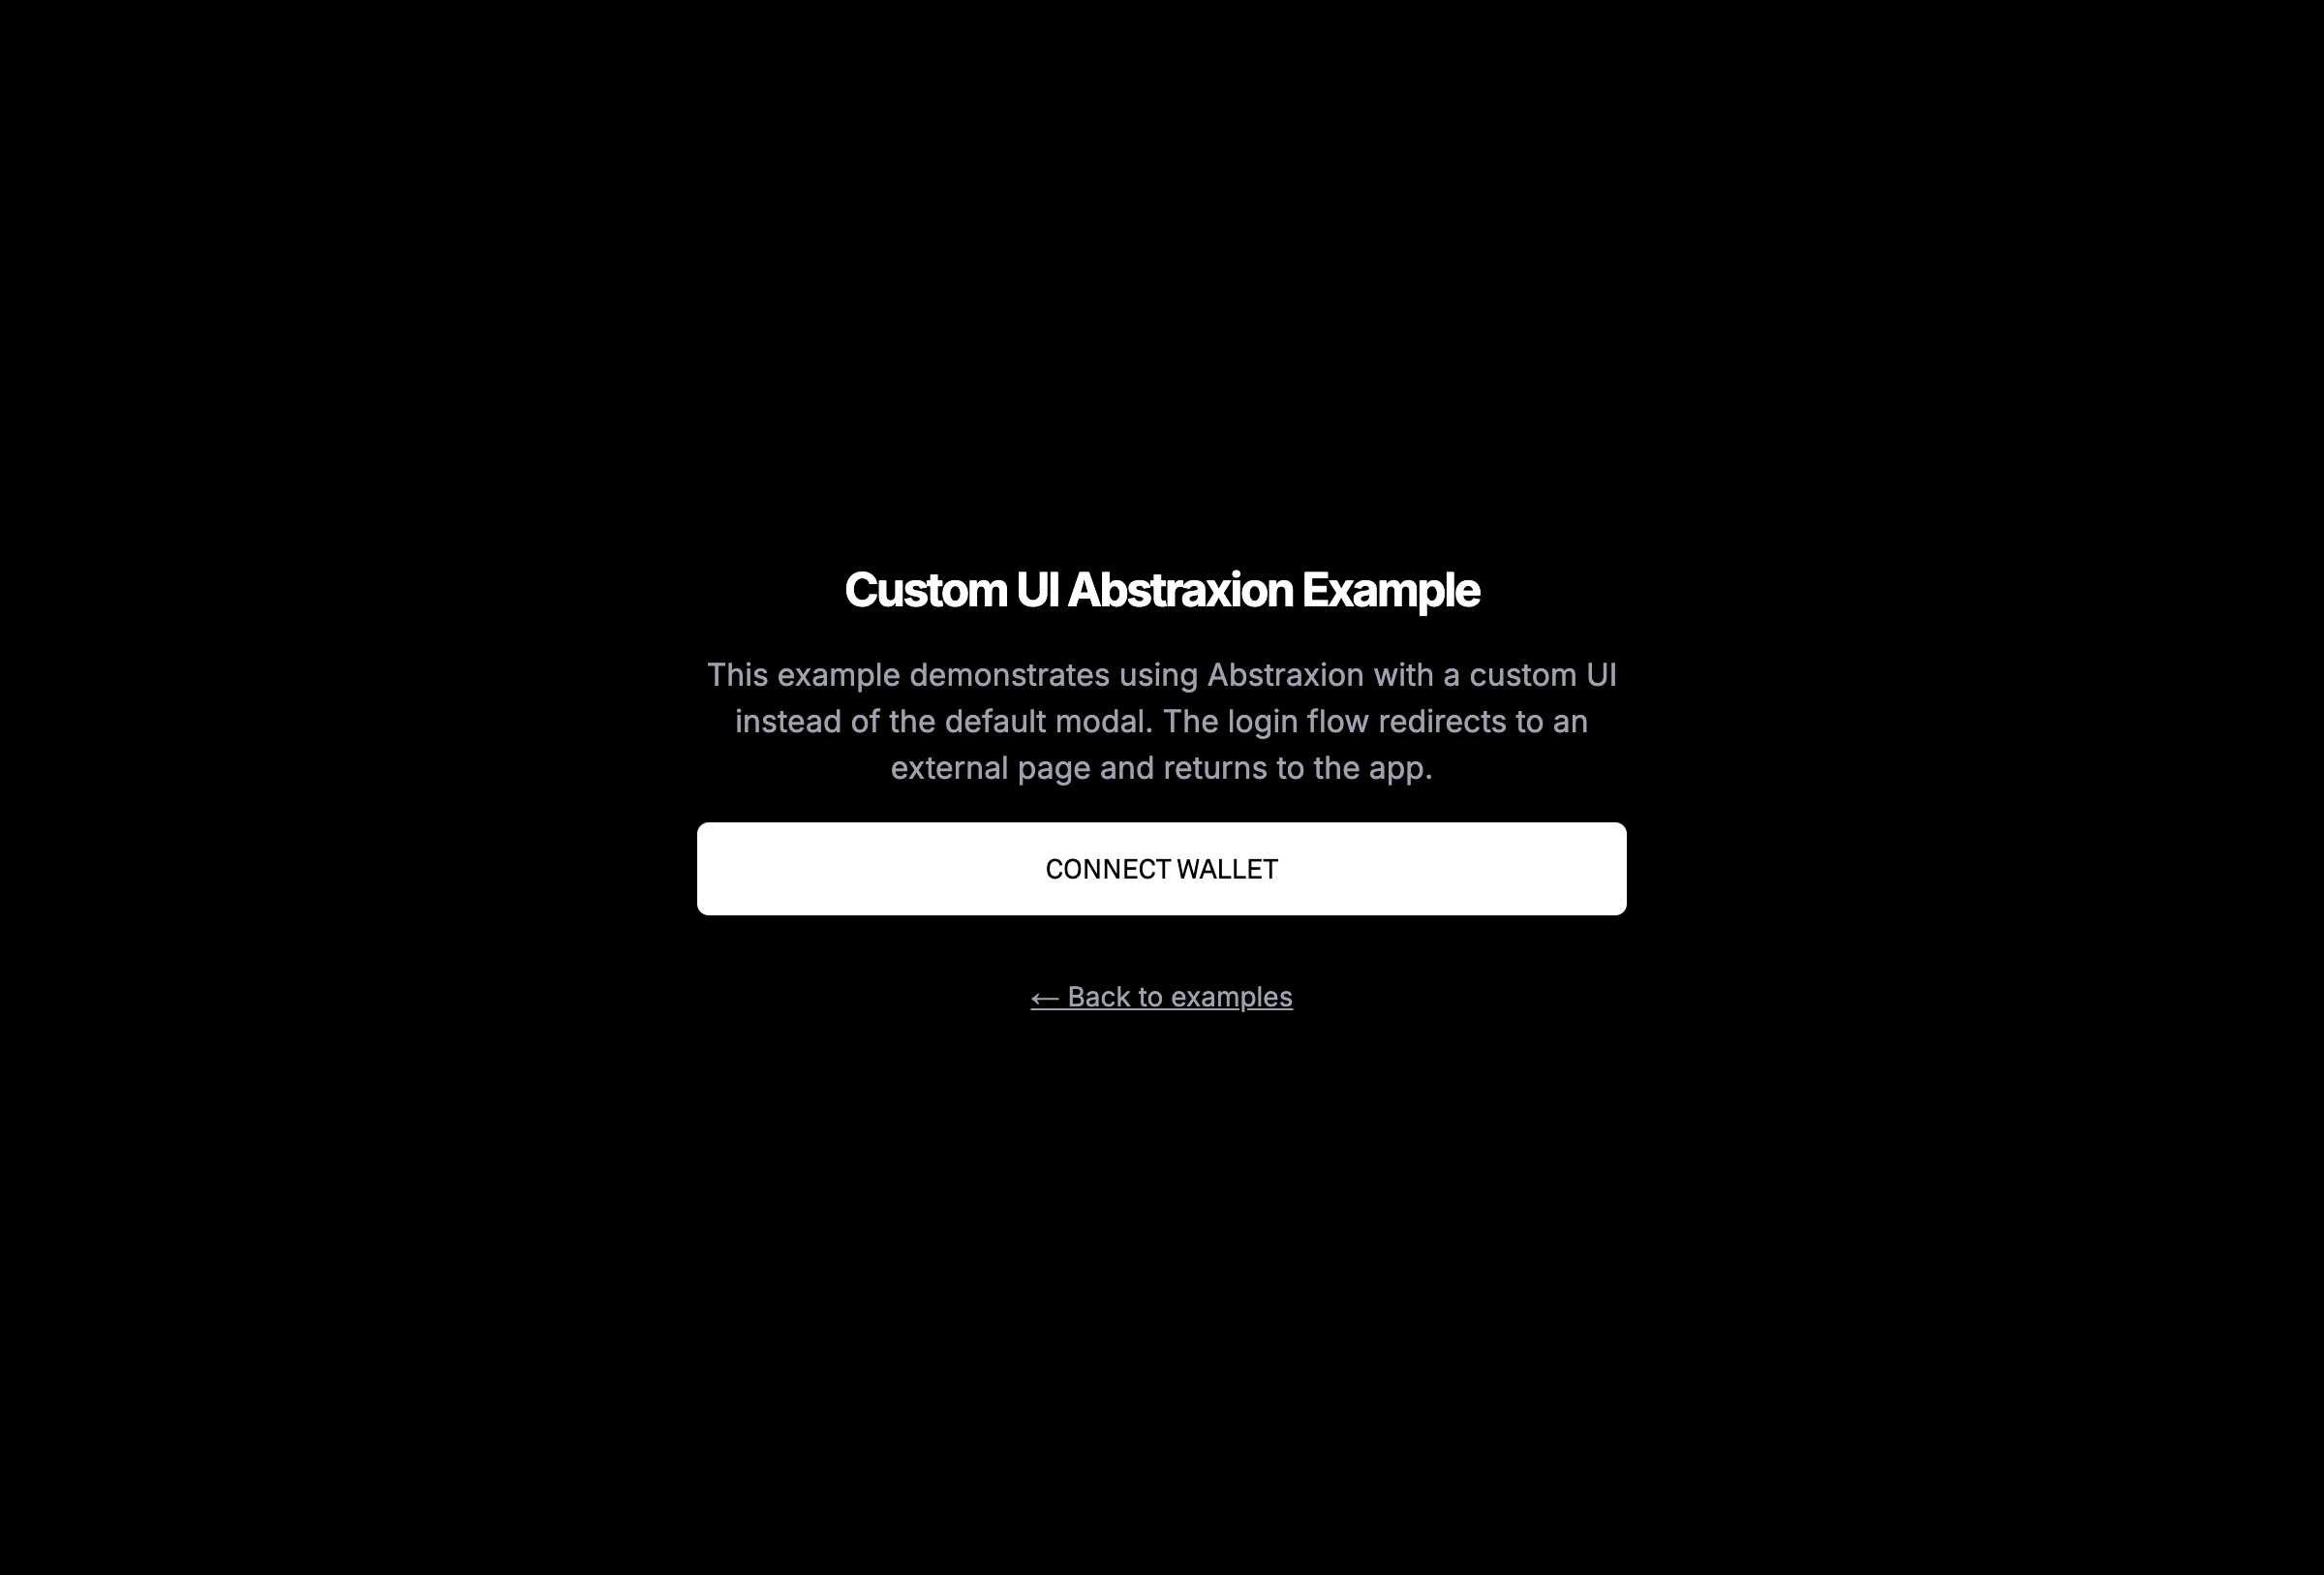 Custom UI Abstraxion Example
This example demonstrates using Abstraxion with a custom UI
instead of the default modal. The login flow redirects to an
external page and returns to the app.
CONNECT WALLET
← Back to examples